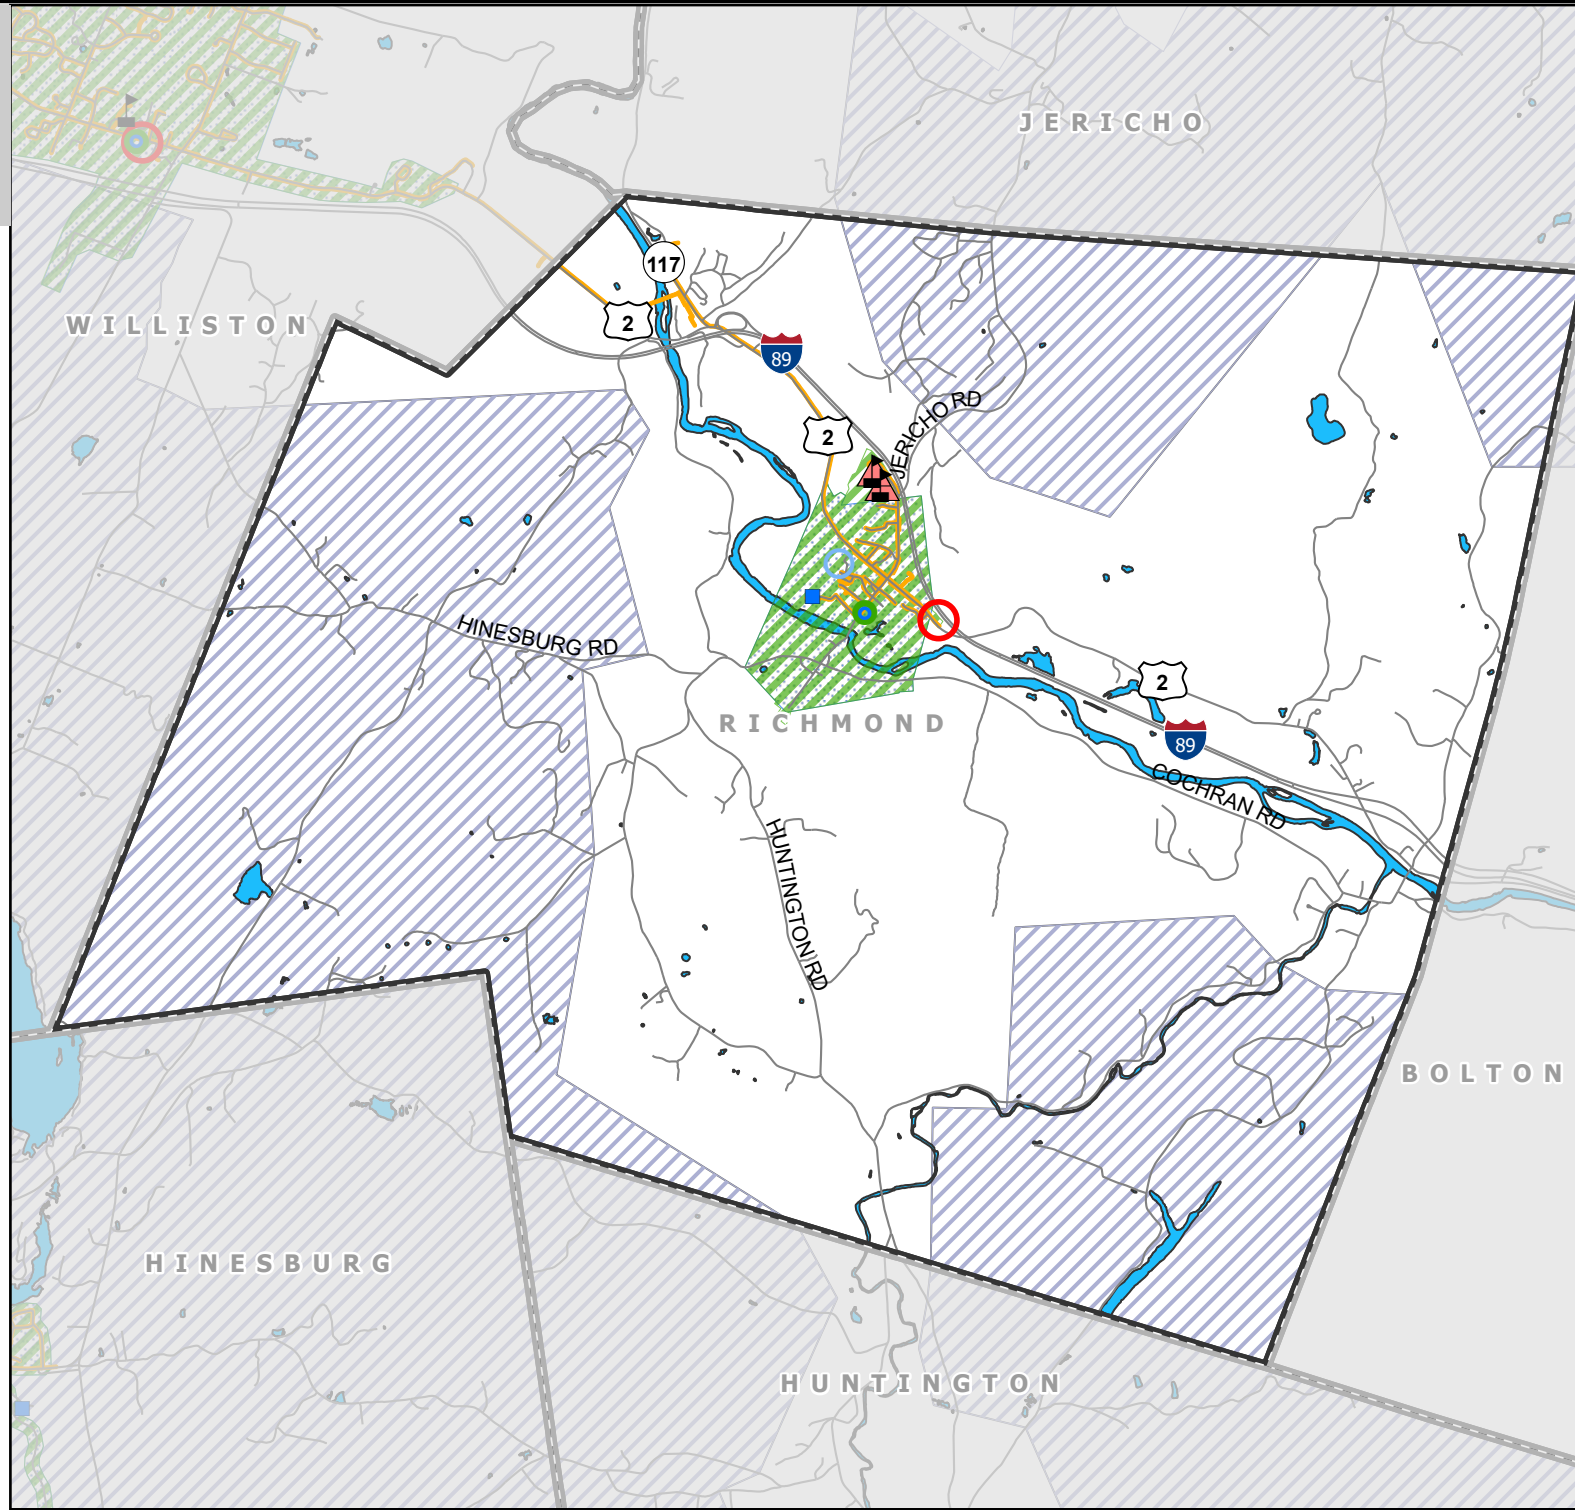 JERICHO
117
WILLISTON
2
89
JERICHO RD
2
HINESBURG RD
2
RICHMOND
89
COCHRAN RD
HUNTINGTON RD
BOLTON
HINESBURG
HUNTINGTON